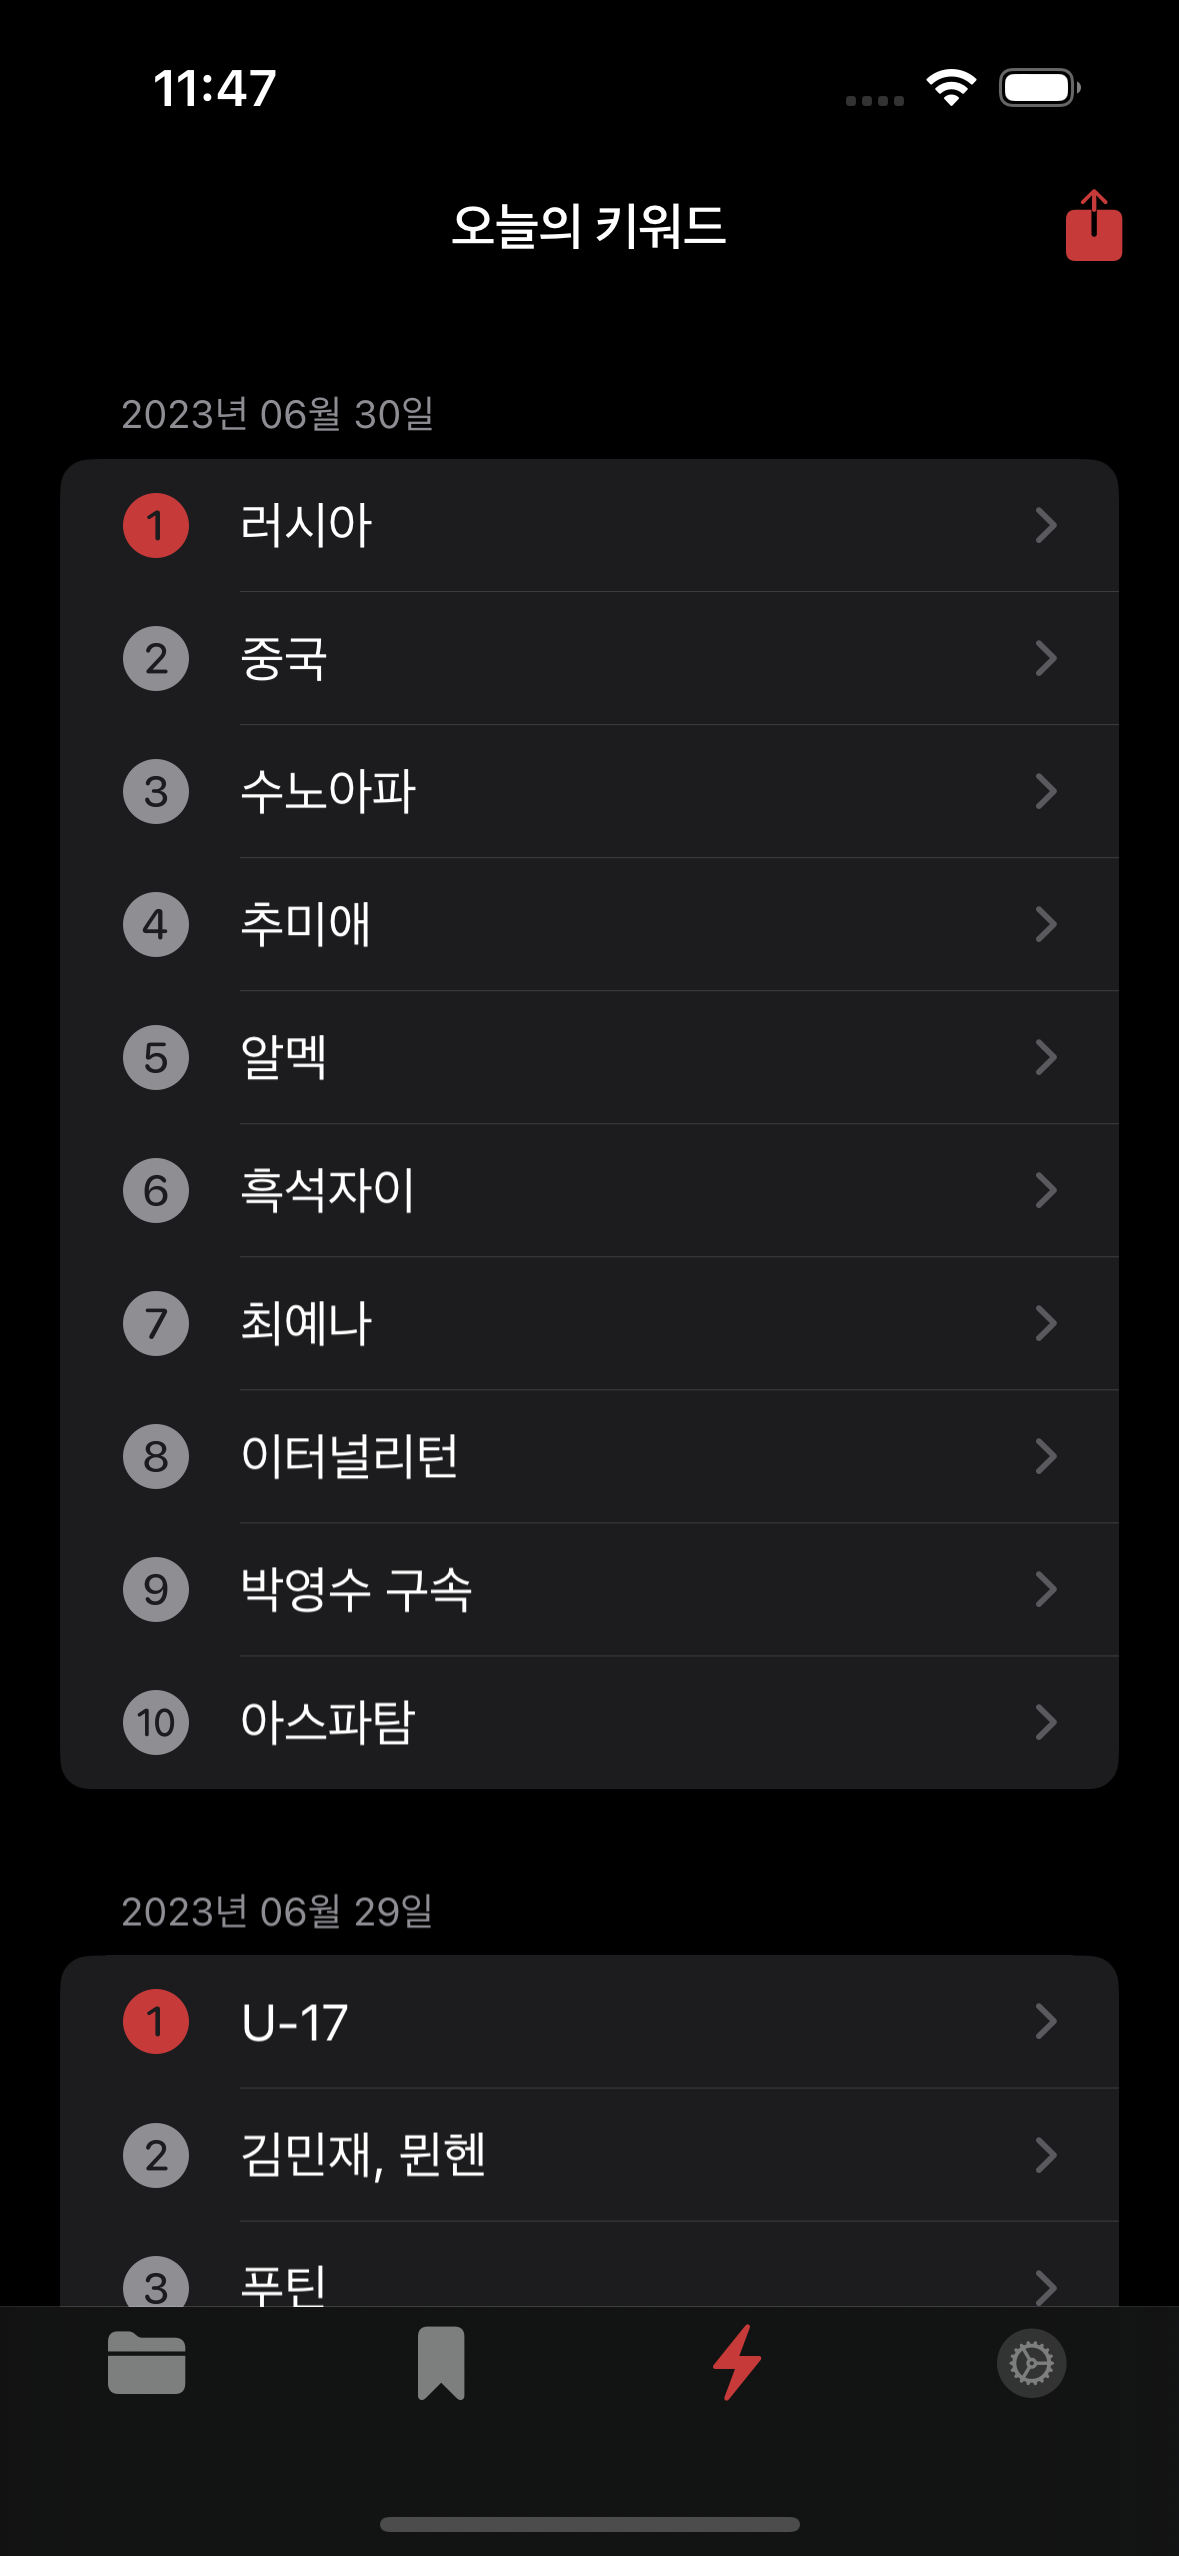 11:47
오늘의 키워드
2023년 06월 30일
1 러시아
2 중국
3 수노아파
4 추미애
5 알멕
6 흑석자이
7 최예나
8 이터널리턴
9 박영수 구속
10 아스파탐
2023년 06월 29일
1 U-17
2 김민재, 뮌헨
3 푸틴